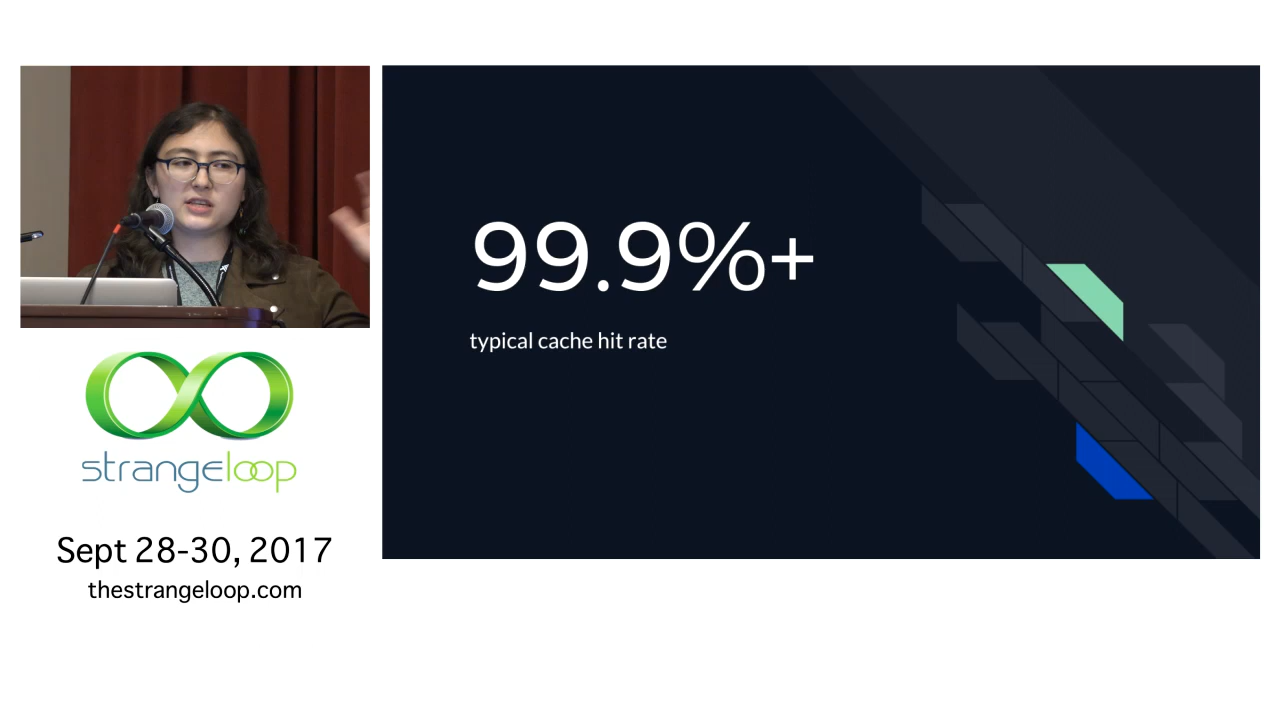 99.9%+
typical cache hit rate
strangeloop
Sept 28-30, 2017
thestrangeloop.com